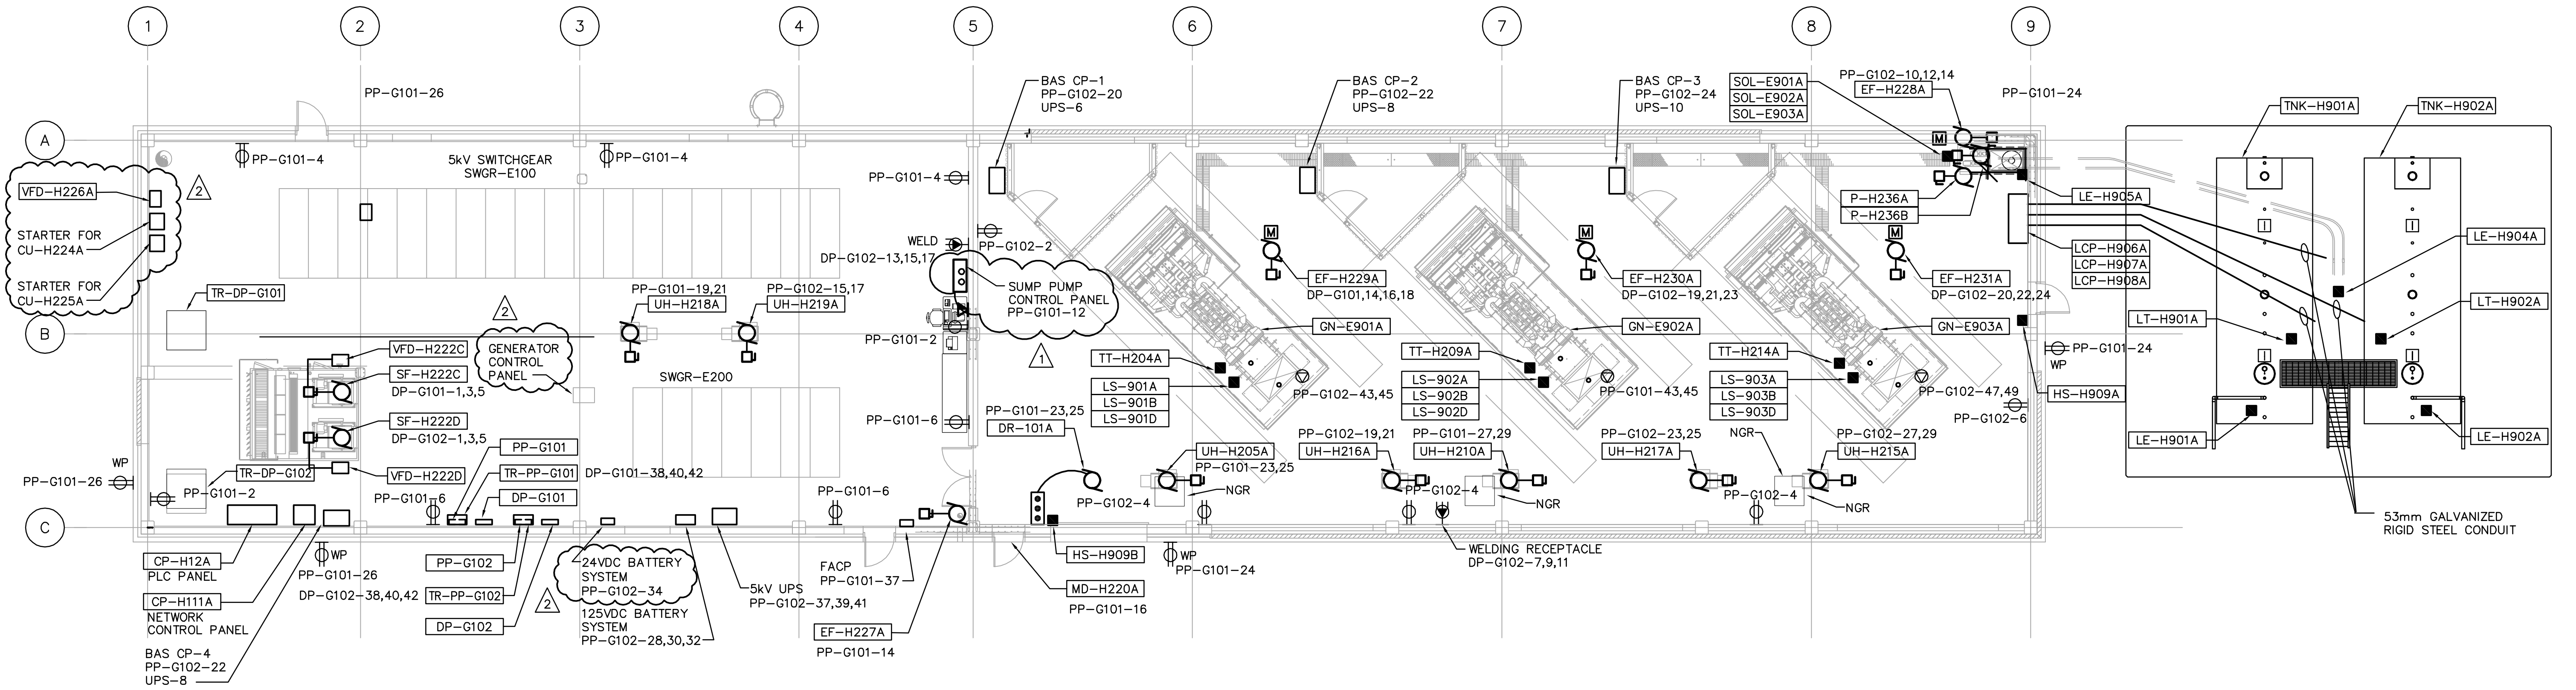 1
2
3
4
5
6
7
8
9
A
B
C
PP-G101-26
BAS CP-1
PP-G102-20
UPS-6
BAS CP-2
PP-G102-22
UPS-8
BAS CP-3
PP-G102-24
UPS-10
SOL-E901A
SOL-E902A
SOL-E903A
PP-G102-10,12,14
EF-H228A
PP-G101-24
TNK-H901A
TNK-H902A
PP-G101-4
5kV SWITCHGEAR
SWGR-E100
PP-G101-4
PP-G101-4
M
VFD-H226A
2
STARTER FOR
CU-H224A
STARTER FOR
CU-H225A
P-H236A
P-H236B
LE-H905A
WELD
DP-G102-13,15,17
PP-G102-2
M
M
M
LE-H904A
LCP-H906A
LCP-H907A
LCP-H908A
EF-H229A
DP-G101,14,16,18
EF-H230A
DP-G102-19,21,23
EF-H231A
DP-G102-20,22,24
TR-DP-G101
PP-G101-19,21
UH-H218A
PP-G102-15,17
UH-H219A
SUMP PUMP
CONTROL PANEL
PP-G101-12
1
LT-H901A
LT-H902A
2
GENERATOR
CONTROL
PANEL
PP-G101-2
GN-E901A
GN-E902A
GN-E903A
VFD-H222C
SF-H222C
DP-G101-1,3,5
SWGR-E200
TT-H204A
LS-901A
LS-901B
LS-901D
PP-G102-43,45
TT-H209A
LS-902A
LS-902B
LS-902D
PP-G101-43,45
TT-H214A
LS-903A
LS-903B
LS-903D
PP-G102-47,49
PP-G101-24
WP
HS-H909A
PP-G102-6
SF-H222D
DP-G102-1,3,5
PP-G101-6
PP-G101-23,25
DR-101A
LE-H901A
LE-H902A
VFD-H222D
TR-DP-G102
PP-G101
TR-PP-G101
DP-G101-38,40,42
DP-G101
WP
PP-G101-26
PP-G101-2
PP-G101-6
PP-G101-6
UH-H205A
PP-G101-23,25
PP-G102-4
NGR
PP-G102-19,21
UH-H216A
PP-G101-27,29
UH-H210A
PP-G102-4
NGR
PP-G102-23,25
UH-H217A
NGR
PP-G102-27,29
UH-H215A
PP-G102-4
NGR
53mm GALVANIZED
RIGID STEEL CONDUIT
CP-H12A
PLC PANEL
WP
PP-G101-26
DP-G102-38,40,42
CP-H111A
NETWORK
CONTROL PANEL
BAS CP-4
PP-G102-22
UPS-8
PP-G102
TR-PP-G102
DP-G102
2
24VDC BATTERY
SYSTEM
PP-G102-34
125VDC BATTERY
SYSTEM
PP-G102-28,30,32
5kV UPS
PP-G102-37,39,41
FACP
PP-G101-37
EF-H227A
PP-G101-14
HS-H909B
MD-H220A
PP-G101-16
WP
PP-G101-24
WELDING RECEPTACLE
DP-G102-7,9,11